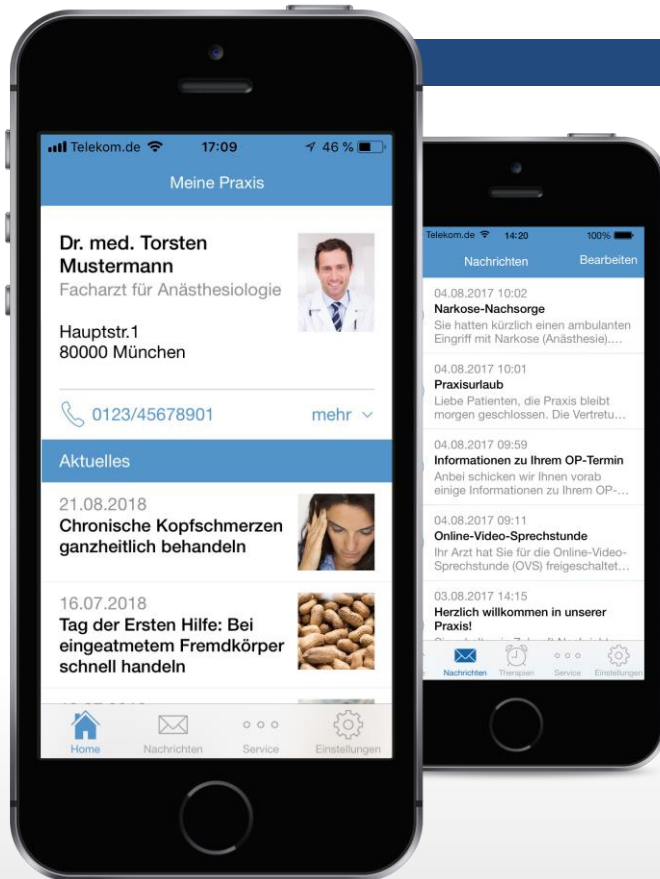 Telekom.de 17:09 46 %
Meine Praxis
Dr. med. Torsten
Mustermann
Facharzt für Anästhesiologie
Hauptstr.1
80000 München
0123/45678901 mehr
Aktuelles
21.08.2018
Chronische Kopfschmerzen
ganzheitlich behandeln
16.07.2018
Tag der Ersten Hilfe: Bei
eingeatmetem Fremdkörper
schnell handeln
Home Nachrichten Service Einstellungen
Telekom.de 14:20 100%
Nachrichten Bearbeiten
04.08.2017 10:02
Narkose-Nachsorge
Sie hatten kürzlich einen ambulanten
Eingriff mit Narkose (Anästhesie)....
04.08.2017 10:01
Praxisurlaub
Liebe Patienten, die Praxis bleibt
morgen geschlossen. Die Vertretu...
04.08.2017 09:59
Informationen zu Ihrem OP-Termin
Anbei schicken wir Ihnen vorab
einige Informationen zu Ihrem OP-...
04.08.2017 09:11
Online-Video-Sprechstunde
Ihr Arzt hat Sie für die Online-Video-
Sprechstunde (OVS) freigeschaltet...
03.08.2017 14:15
Herzlich willkommen in unserer
Praxis!
Nachrichten Therapien Service Einstellungen